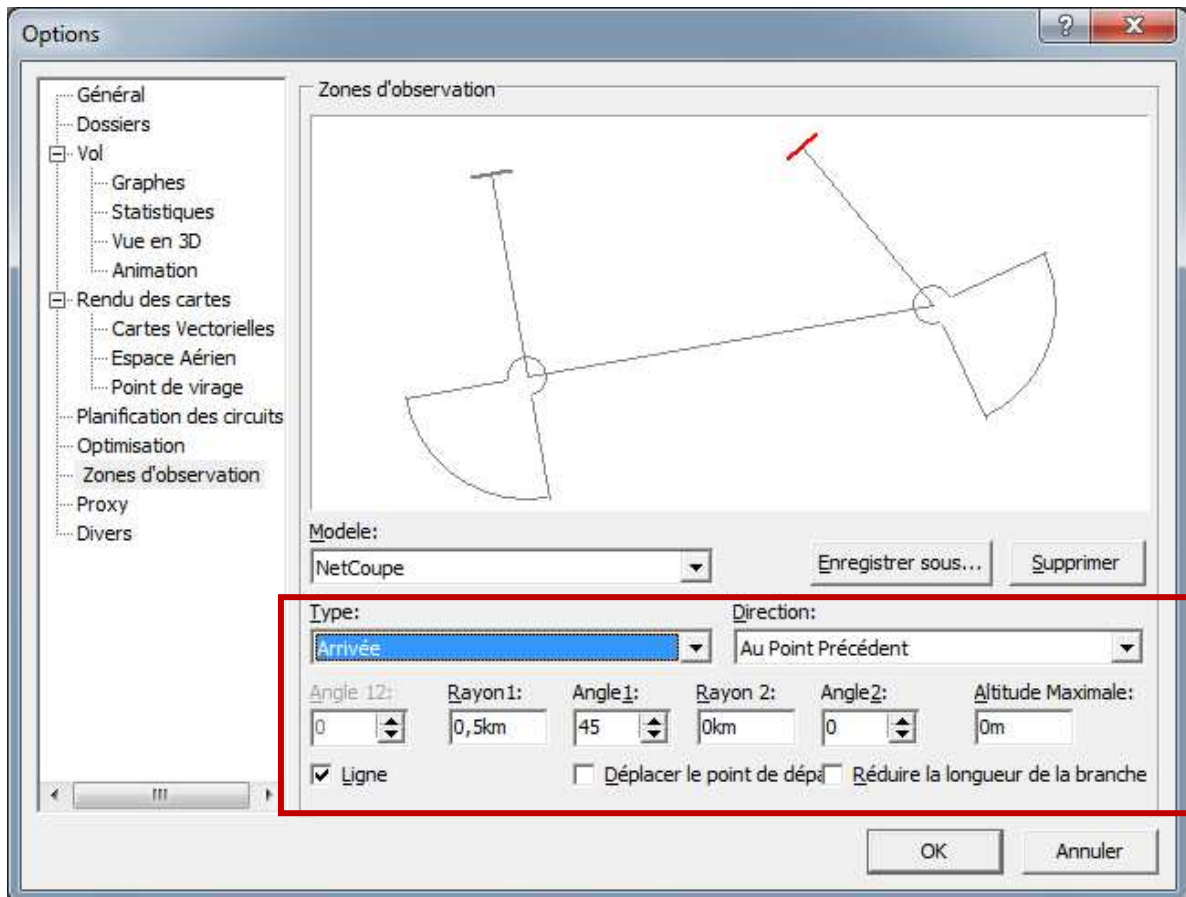 Options
Général
Dossiers
Vol
Graphes
Statistiques
Vue en 3D
Animation
Rendu des cartes
Cartes Vectorielles
Espace Aérien
Point de virage
Planification des circuits
Optimisation
Zones d'observation
Proxy
Divers
Zones d'observation
Modele:
NetCoupe
Enregistrer sous...
Supprimer
Type:
Direction:
Arrivée
Au Point Précédent
Angle 12:
Rayon1:
Angle1:
Rayon 2:
Angle2:
Altitude Maximale:
0
0,5km
45
0km
0
0m
Ligne
Déplacer le point de dépa
Réduire la longueur de la branche
OK
Annuler